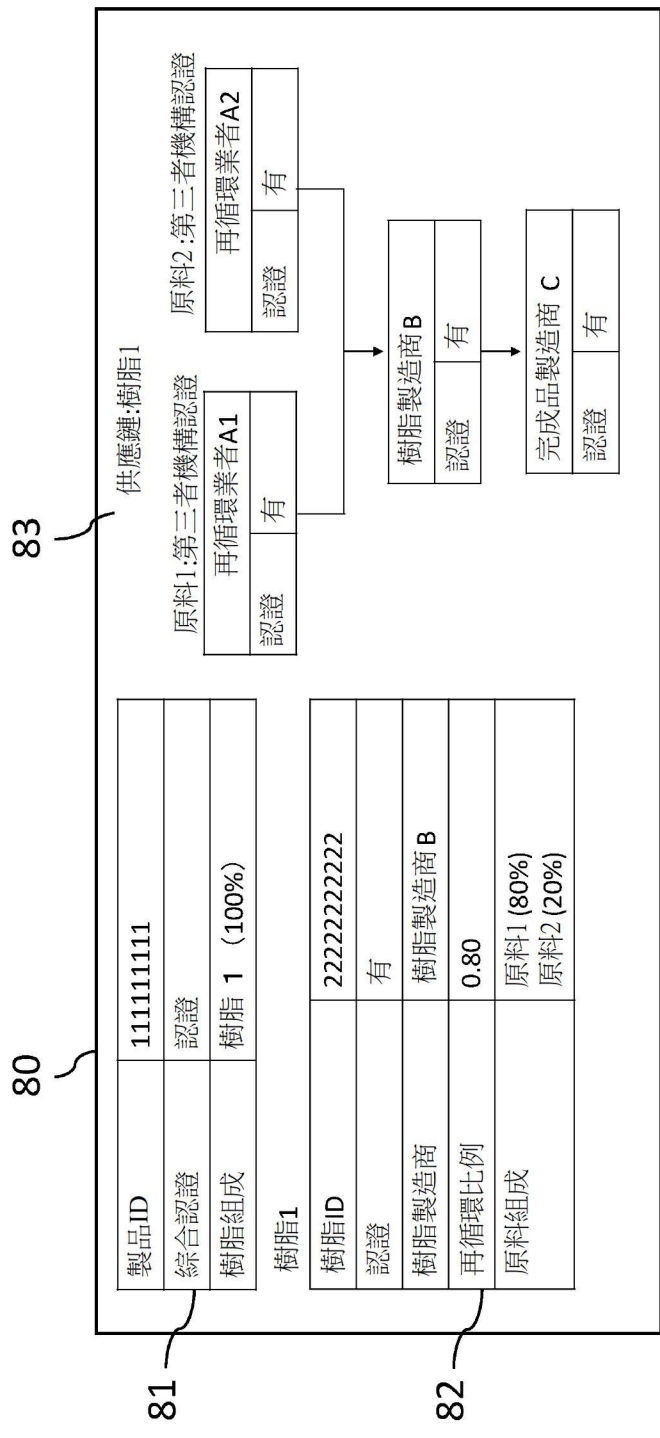 80
83
81
製品ID 1111111111
綜合認證 認證
樹脂組成 樹脂 1 (100%)
82
樹脂1
樹脂ID 222222222222
認證 有
樹脂製造商 樹脂製造商 B
再循環比例 0.80
原料組成 原料1 (80%)
原料2 (20%)
供應鏈:樹脂1
原料1:第三者機構認證
再循環業者A1
認證 有
原料2:第三者機構認證
再循環業者A2
認證 有
樹脂製造商 B
認證 有
完成品製造商 C
認證 有